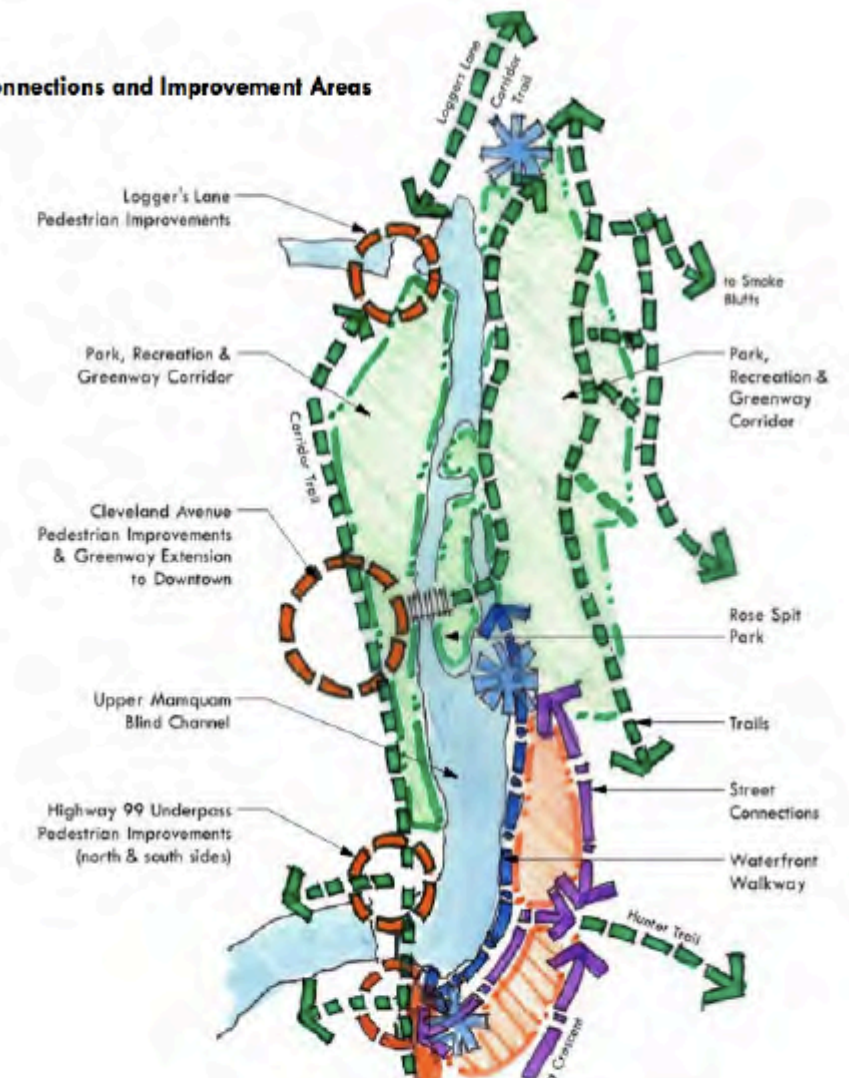 onnections and Improvement Areas
Loggers Lane
Corridor
Trail
Logger's Lane
Pedestrian Improvements
to Smoke
Bluffs
Park, Recreation &
Greenway Corridor
Park,
Recreation &
Greenway
Corridor
Corridor Trail
Cleveland Avenue
Pedestrian Improvements
& Greenway Extension
to Downtown
Rose Spit
Park
Upper Mamquam
Blind Channel
Trails
Street
Connections
Highway 99 Underpass
Pedestrian Improvements
(north & south sides)
Waterfront
Walkway
Hunter Trail
Crescent